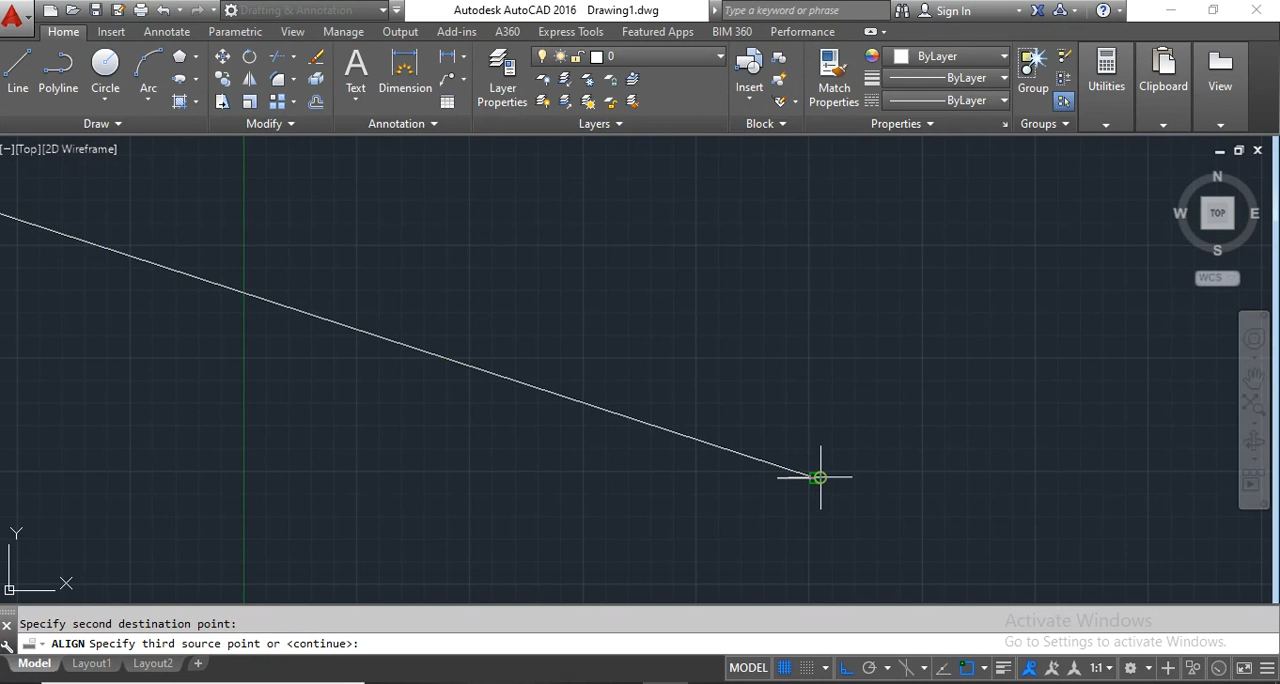 Drafting & Annotation
Autodesk AutoCAD 2016 Drawing1.dwg
Type a keyword or phrase
Sign In
Home Insert Annotate Parametric View Manage Output Add-ins A360 Express Tools Featured Apps BIM 360 Performance
Line Polyline Circle Arc Text Dimension Layer Properties 0 Insert Match Properties ByLayer Group Utilities Clipboard View
ByLayer
ByLayer
Draw Modify Annotation Layers Block Properties Groups
[−][Top][2D Wireframe]
N
W TOP E
S
WCS
Y
X
Specify second destination point:
ALIGN Specify third source point or <continue>:
Activate Windows
Go to Settings to activate Windows.
Model Layout1 Layout2 +
MODEL 1:1